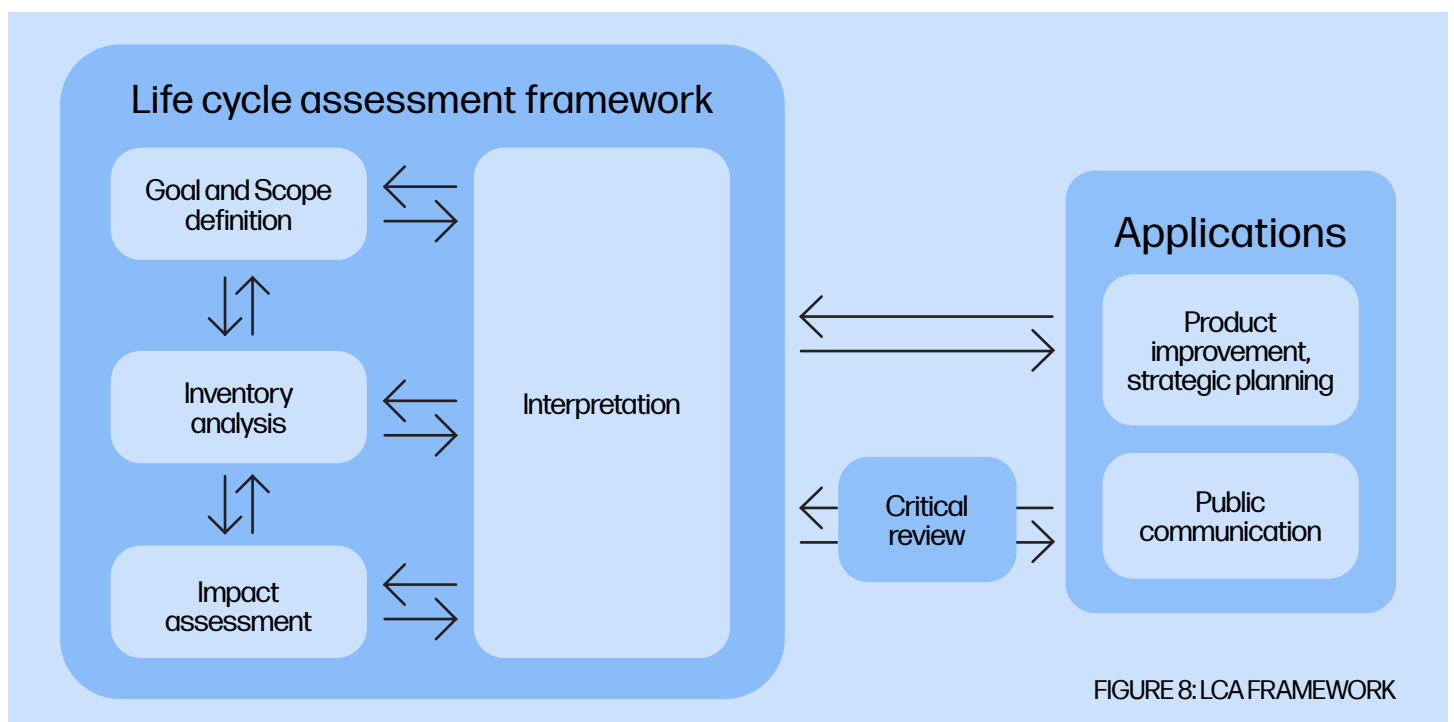 Life cycle assessment framework
Goal and Scope
definition
Inventory
analysis
Impact
assessment
Interpretation
Critical
review
Applications
Product
improvement,
strategic planning
Public
communication
FIGURE 8: LCA FRAMEWORK